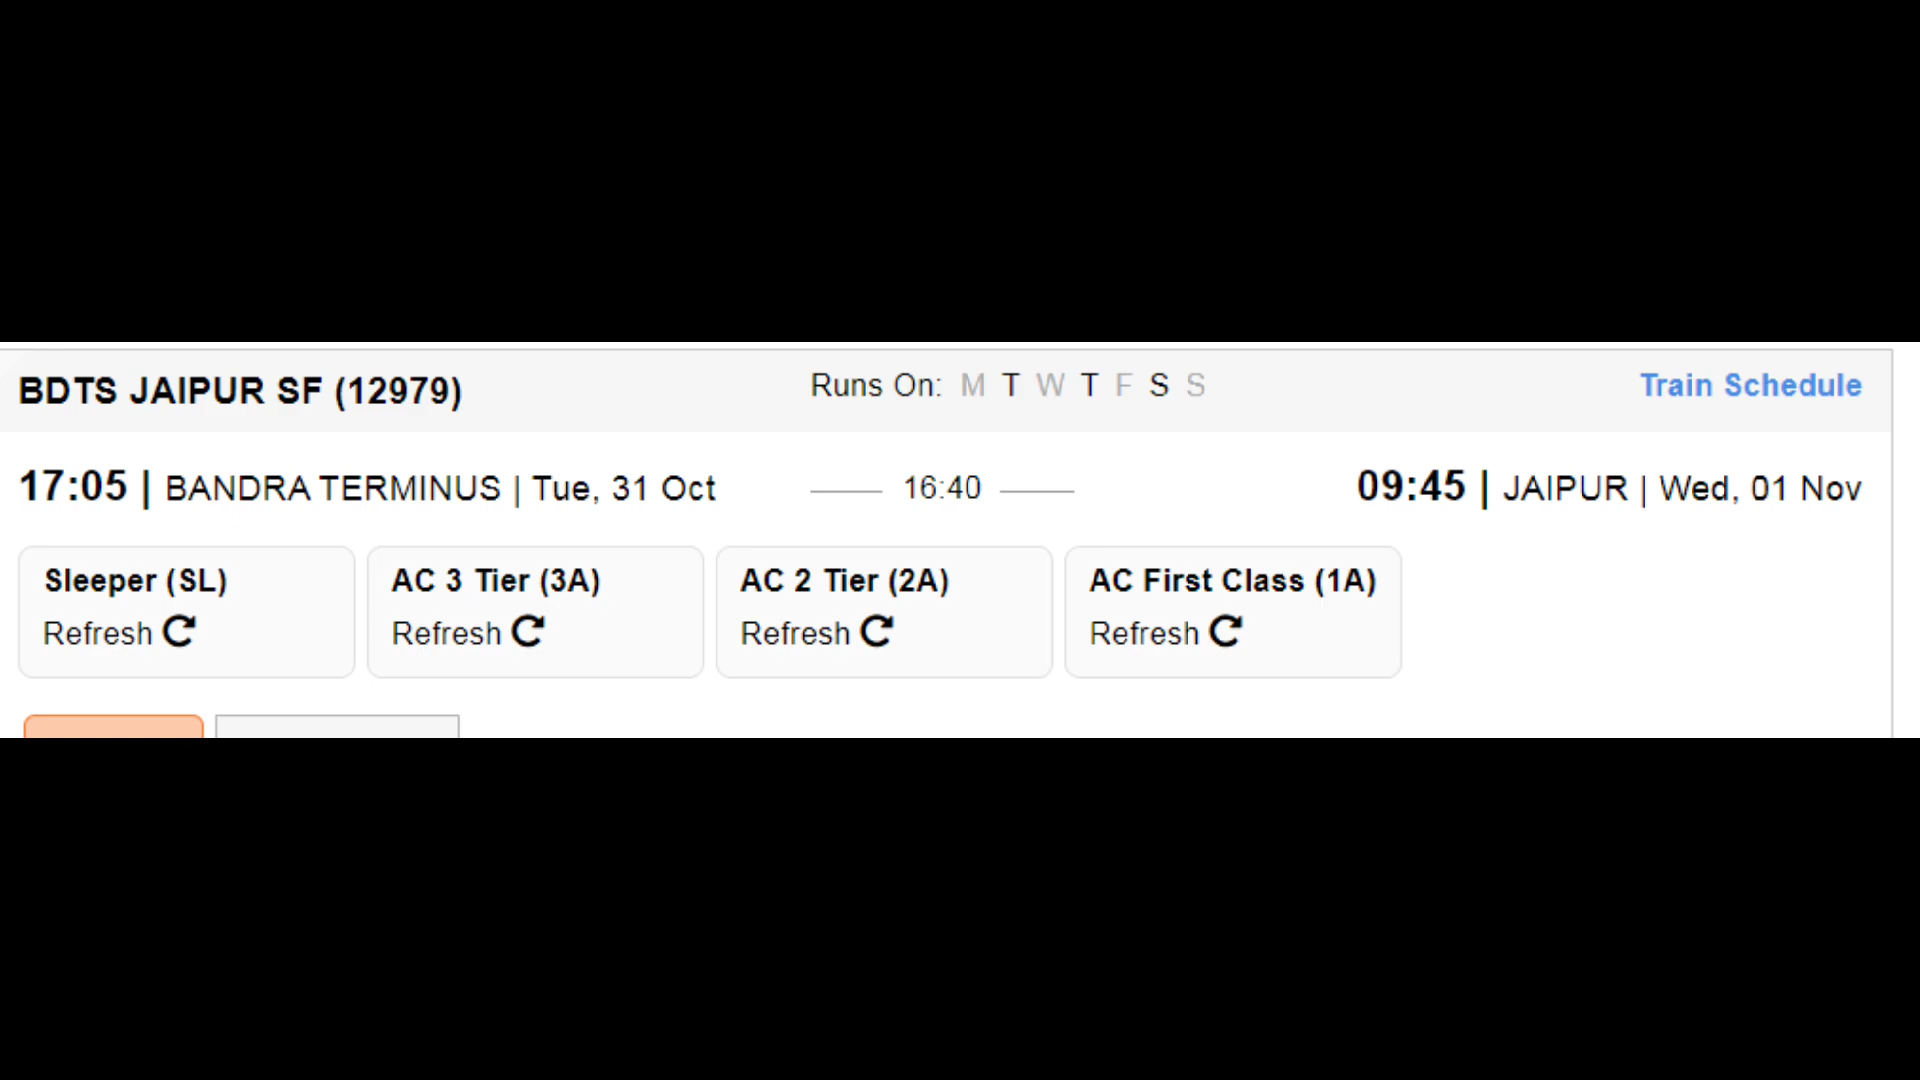 BDTS JAIPUR SF (12979) Runs On: M T W T F S S Train Schedule
17:05 | BANDRA TERMINUS | Tue, 31 Oct 16:40 09:45 | JAIPUR | Wed, 01 Nov
Sleeper (SL) AC 3 Tier (3A) AC 2 Tier (2A) AC First Class (1A)
Refresh Refresh Refresh Refresh